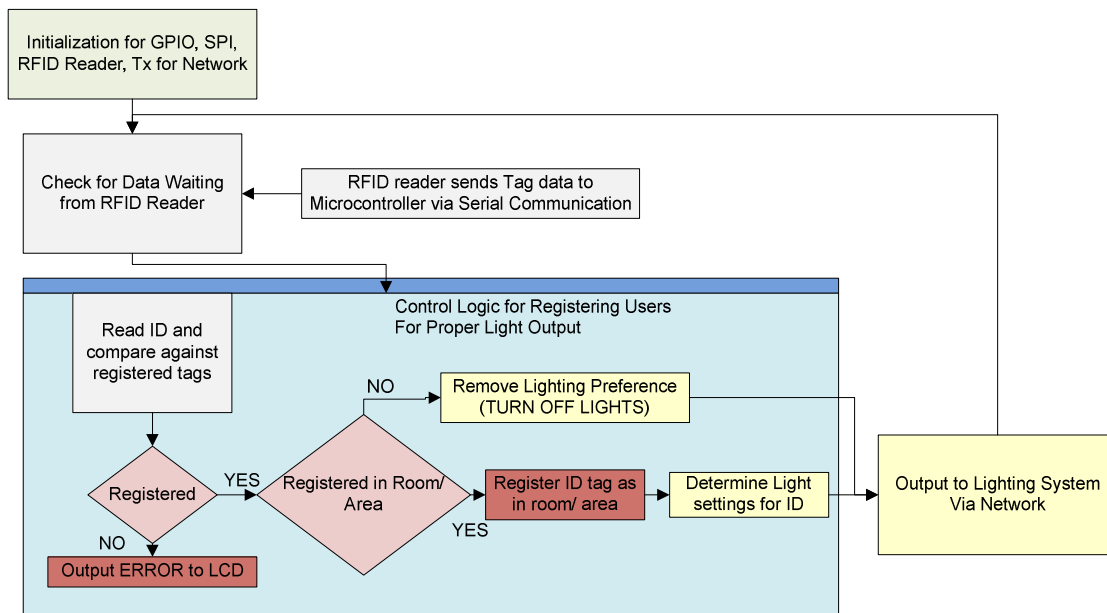 Initialization for GPIO, SPI,
RFID Reader, Tx for Network
Check for Data Waiting
from RFID Reader
RFID reader sends Tag data to
Microcontroller via Serial Communication
Control Logic for Registering Users
For Proper Light Output
Read ID and
compare against
registered tags
NO
Remove Lighting Preference
(TURN OFF LIGHTS)
Registered
YES
Registered in Room/
Area
YES
Register ID tag as
in room/ area
Determine Light
settings for ID
Output to Lighting System
Via Network
NO
Output ERROR to LCD